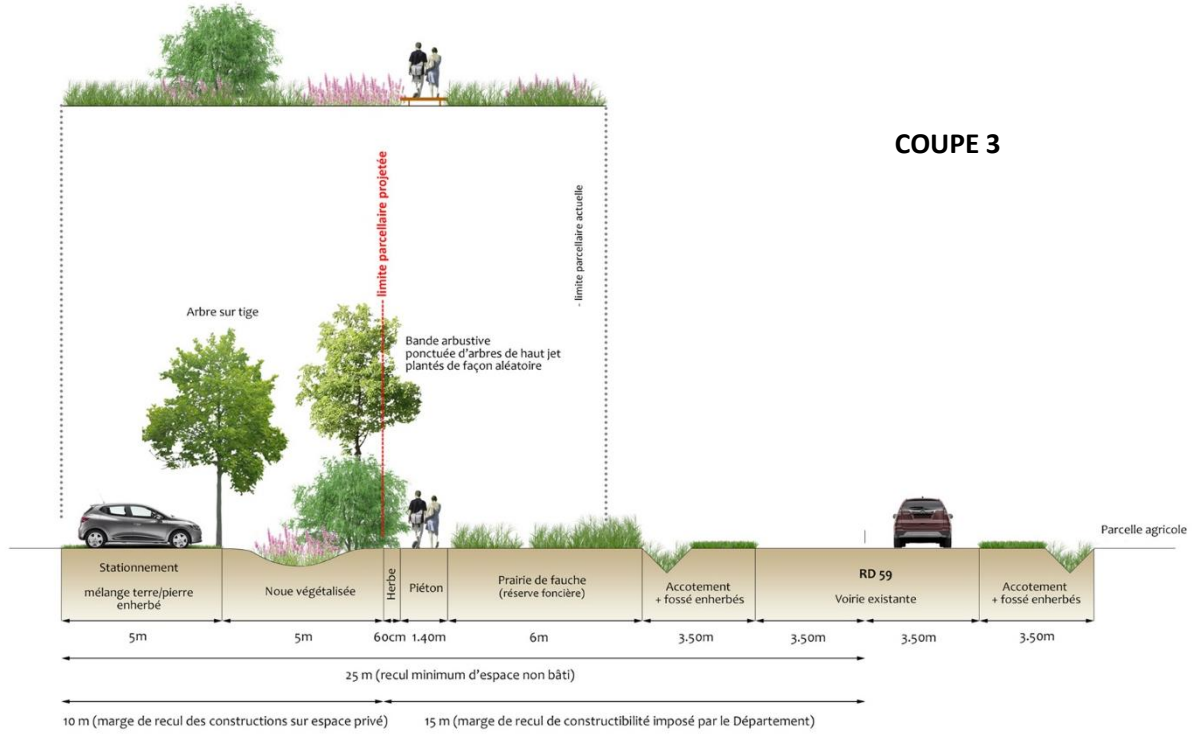 COUPE 3
limite parcellaire projetée
- limite parcellaire actuelle
Arbre sur tige
Bande arbustive
ponctuée d'arbres de haut jet
plantés de façon aléatoire
Parcelle agricole
Stationnement
mélange terre/pierre
enherbé
Noue végétalisée
Herbe
Piéton
Prairie de fauche
(réserve foncière)
Accotement
+ fossé enherbés
RD 59
Voirie existante
Accotement
+ fossé enherbés
5m
5m
60cm
1.40m
6m
3.50m
3.50m
3.50m
3.50m
25 m (recul minimum d'espace non bâti)
10 m (marge de recul des constructions sur espace privé)
15 m (marge de recul de constructibilité imposé par le Département)